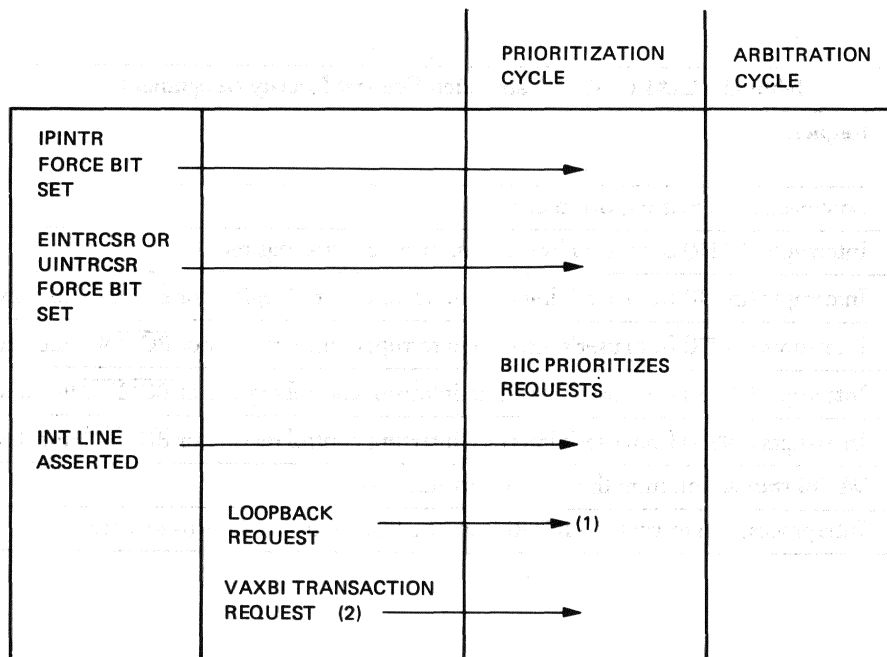 PRIORITIZATION
CYCLE
ARBITRATION
CYCLE
IPINTR
FORCE BIT
SET
EINTRCSR OR
UINTRCSR
FORCE BIT
SET
BIIC PRIORITIZES
REQUESTS
INT LINE
ASSERTED
LOOPBACK
REQUEST
(1)
VAXBI TRANSACTION
REQUEST (2)